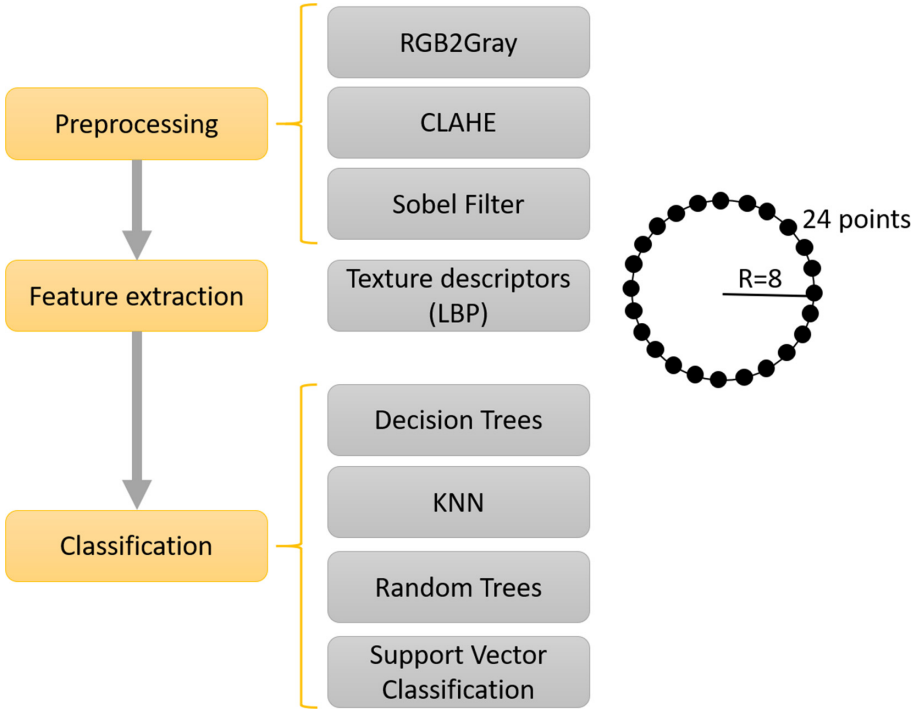 Preprocessing
RGB2Gray
CLAHE
Sobel Filter
Feature extraction
Texture descriptors
(LBP)
24 points
R=8
Classification
Decision Trees
KNN
Random Trees
Support Vector
Classification